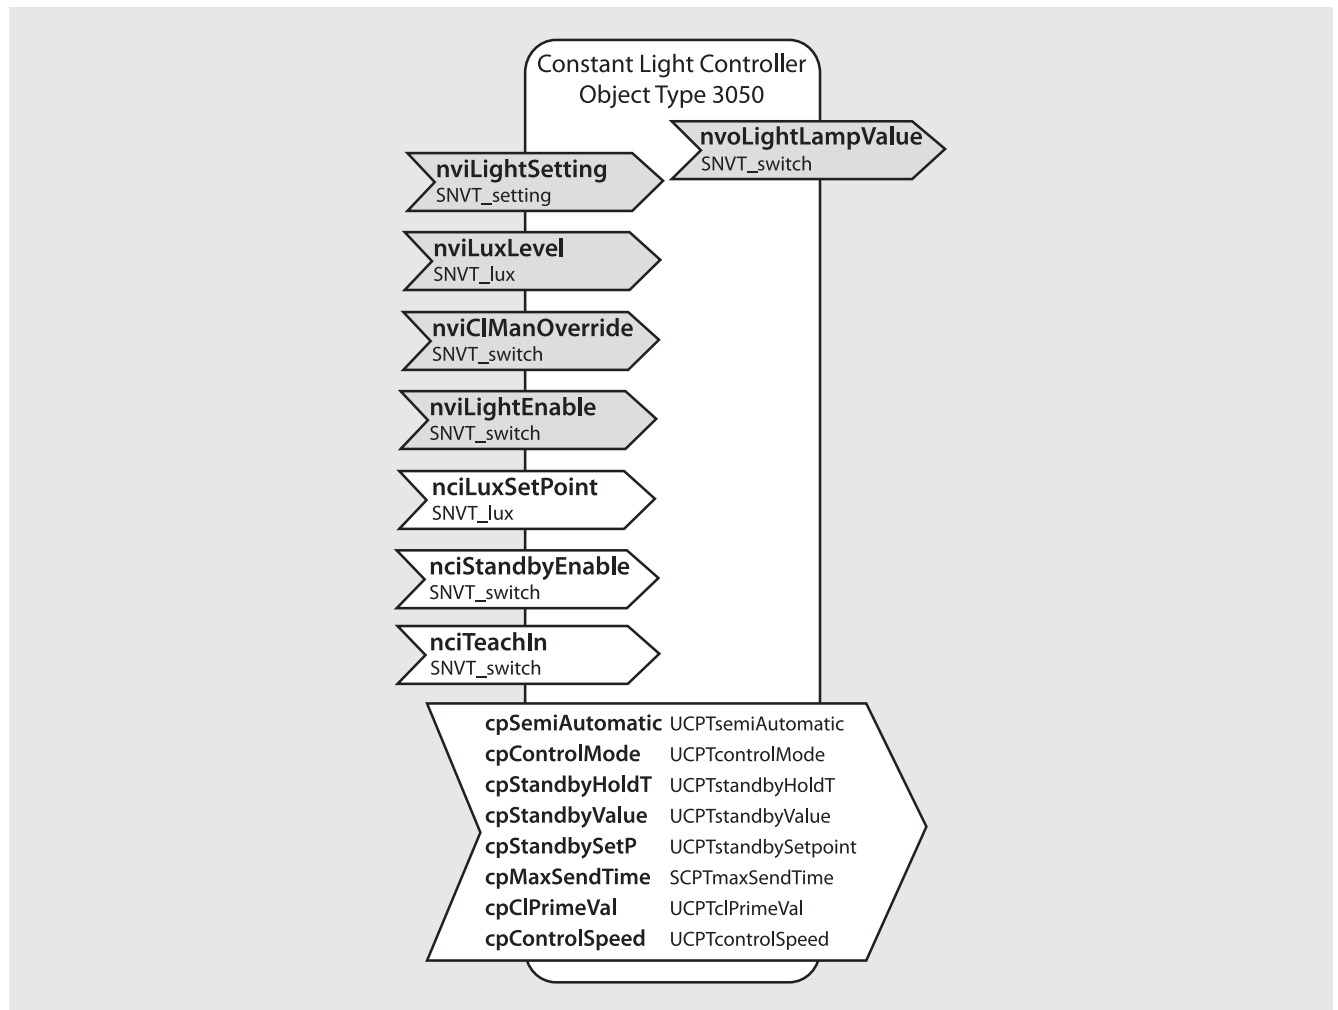 Constant Light Controller
Object Type 3050
nvoLightLampValue
SNVT_switch
nviLightSetting
SNVT_setting
nviLuxLevel
SNVT_lux
nviClManOverride
SNVT_switch
nviLightEnable
SNVT_switch
nciLuxSetPoint
SNVT_lux
nciStandbyEnable
SNVT_switch
nciTeachIn
SNVT_switch
cpSemiAutomatic UCPTsemiAutomatic
cpControlMode UCPTcontrolMode
cpStandbyHoldT UCPTstandbyHoldT
cpStandbyValue UCPTstandbyValue
cpStandbySetP UCPTstandbySetpoint
cpMaxSendTime SCPTmaxSendTime
cpClPrimeVal UCPTclPrimeVal
cpControlSpeed UCPTcontrolSpeed